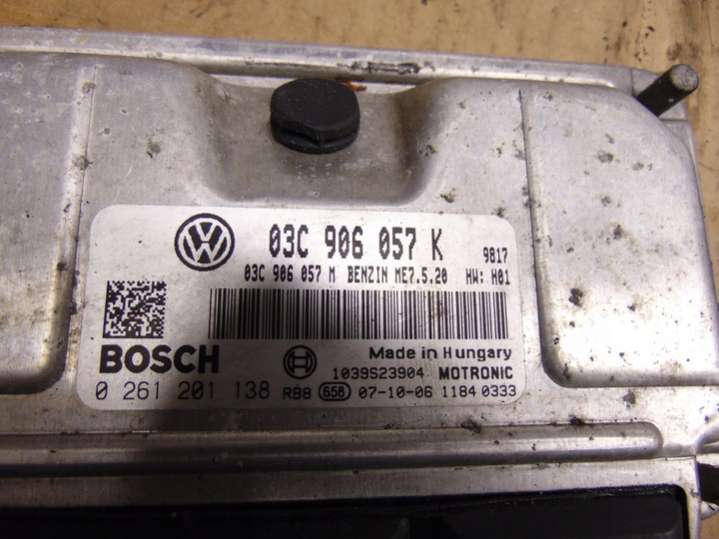 03C 906 057 K 9817
03C 906 057 M BENZIN ME7.5.20 HW: H01
BOSCH Made in Hungary
1039S23904 MOTRONIC
0 261 201 138 RBB 658 07-10-06 1184 0333